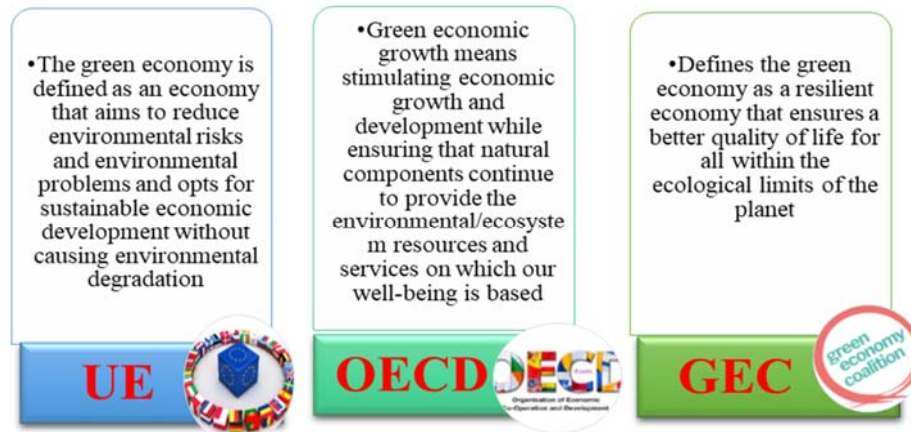 •The green economy is
defined as an economy
that aims to reduce
environmental risks
and environmental
problems and opts for
sustainable economic
development without
causing environmental
degradation
UE
•Green economic
growth means
stimulating economic
growth and
development while
ensuring that natural
components continue
to provide the
environmental/ecosyste
m resources and
services on which our
well-being is based
OECD
OECD
Organisation of Economic
Co-Operation and Development
•Defines the green
economy as a resilient
economy that ensures a
better quality of life for
all within the
ecological limits of the
planet
GEC
green
economy
coalition